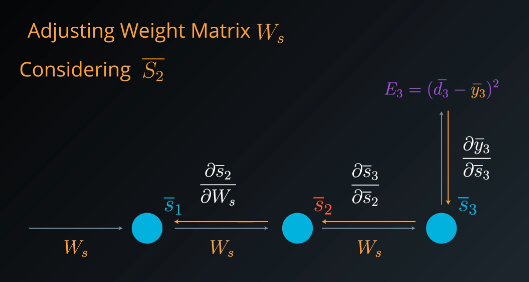 Adjusting Weight Matrix W_s
Considering \overline{S_2}
E_3 = (\bar{d}_3 - \bar{y}_3)^2
\frac{\partial \bar{y}_3}{\partial \bar{s}_3}
\frac{\partial \bar{s}_2}{\partial W_s}
\frac{\partial \bar{s}_3}{\partial \bar{s}_2}
\bar{s}_1
\bar{s}_2
\bar{s}_3
W_s
W_s
W_s